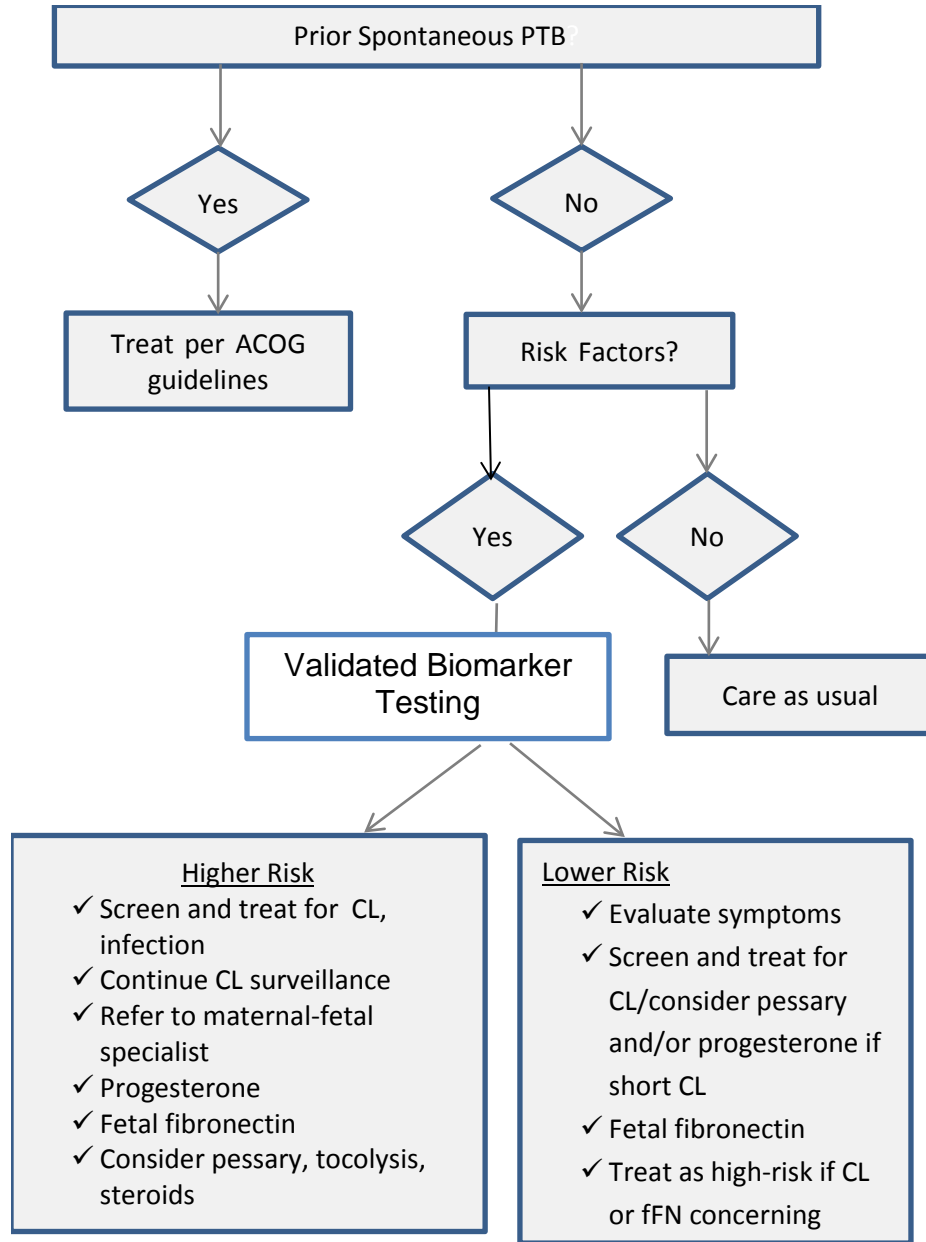 Prior Spontaneous PTB?
Yes
No
Treat per ACOG
guidelines
Risk Factors?
Yes
No
Validated Biomarker
Testing
Care as usual
Higher Risk
✓ Screen and treat for CL,
infection
✓ Continue CL surveillance
✓ Refer to maternal-fetal
specialist
✓ Progesterone
✓ Fetal fibronectin
✓ Consider pessary, tocolysis,
steroids
Lower Risk
✓ Evaluate symptoms
✓ Screen and treat for
CL/consider pessary
and/or progesterone if
short CL
✓ Fetal fibronectin
✓ Treat as high-risk if CL
or fFN concerning